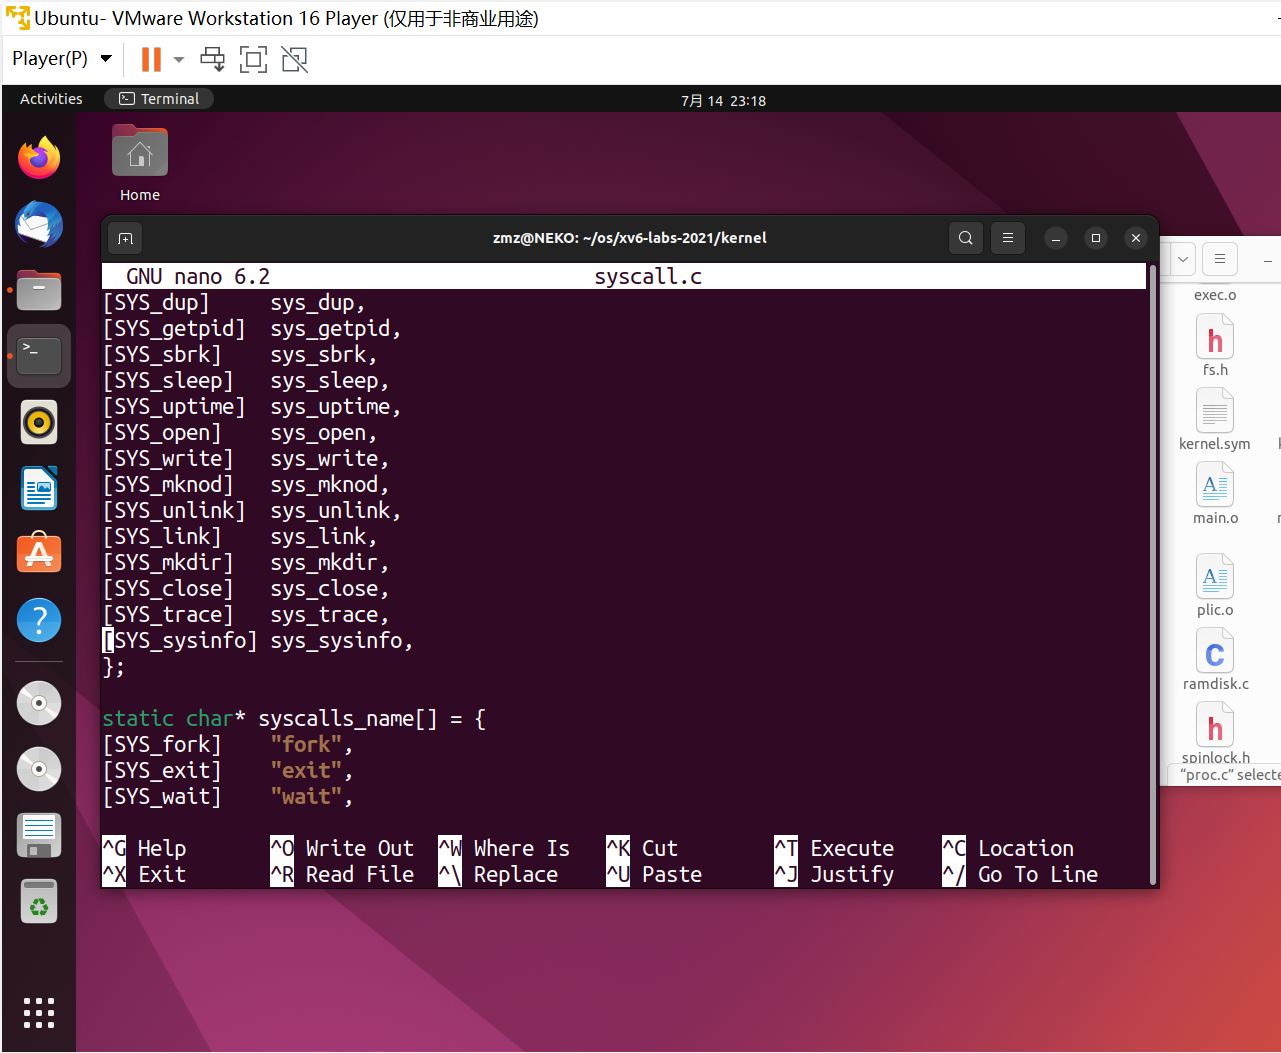 Ubuntu- VMware Workstation 16 Player (仅用于非商业用途)
Player(P)
Activities
Terminal
7月 14 23:18
Home
zmz@NEKO: ~/os/xv6-labs-2021/kernel
GNU nano 6.2 syscall.c
[SYS_dup] sys_dup,
[SYS_getpid] sys_getpid,
[SYS_sbrk] sys_sbrk,
[SYS_sleep] sys_sleep,
[SYS_uptime] sys_uptime,
[SYS_open] sys_open,
[SYS_write] sys_write,
[SYS_mknod] sys_mknod,
[SYS_unlink] sys_unlink,
[SYS_link] sys_link,
[SYS_mkdir] sys_mkdir,
[SYS_close] sys_close,
[SYS_trace] sys_trace,
[SYS_sysinfo] sys_sysinfo,
};
static char* syscalls_name[] = {
[SYS_fork] "fork",
[SYS_exit] "exit",
[SYS_wait] "wait",
^G Help ^O Write Out ^W Where Is ^K Cut ^T Execute ^C Location
^X Exit ^R Read File ^\ Replace ^U Paste ^J Justify ^/ Go To Line
exec.o
fs.h
kernel.sym
main.o
plic.o
ramdisk.c
spinlock.h
"proc.c" selecte